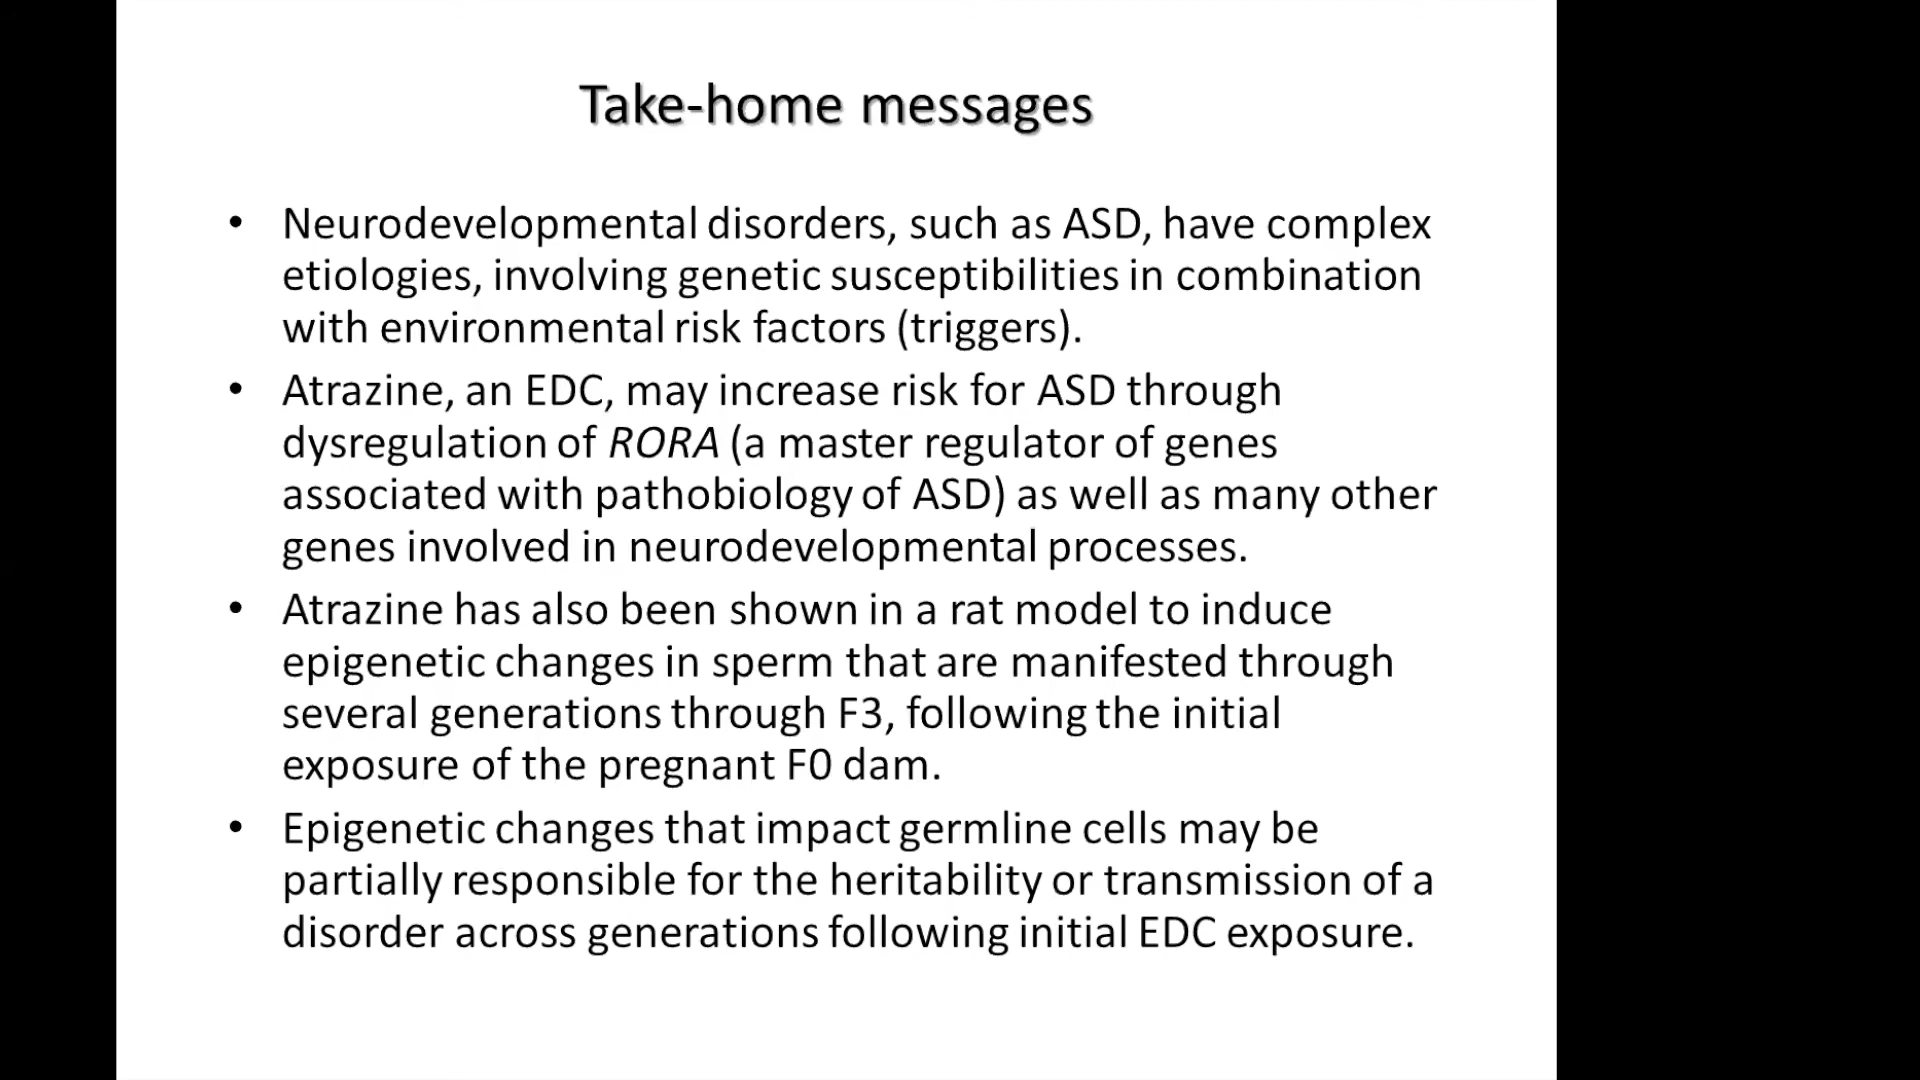 Take-home messages
• Neurodevelopmental disorders, such as ASD, have complex
etiologies, involving genetic susceptibilities in combination
with environmental risk factors (triggers).
• Atrazine, an EDC, may increase risk for ASD through
dysregulation of RORA (a master regulator of genes
associated with pathobiology of ASD) as well as many other
genes involved in neurodevelopmental processes.
• Atrazine has also been shown in a rat model to induce
epigenetic changes in sperm that are manifested through
several generations through F3, following the initial
exposure of the pregnant F0 dam.
• Epigenetic changes that impact germline cells may be
partially responsible for the heritability or transmission of a
disorder across generations following initial EDC exposure.